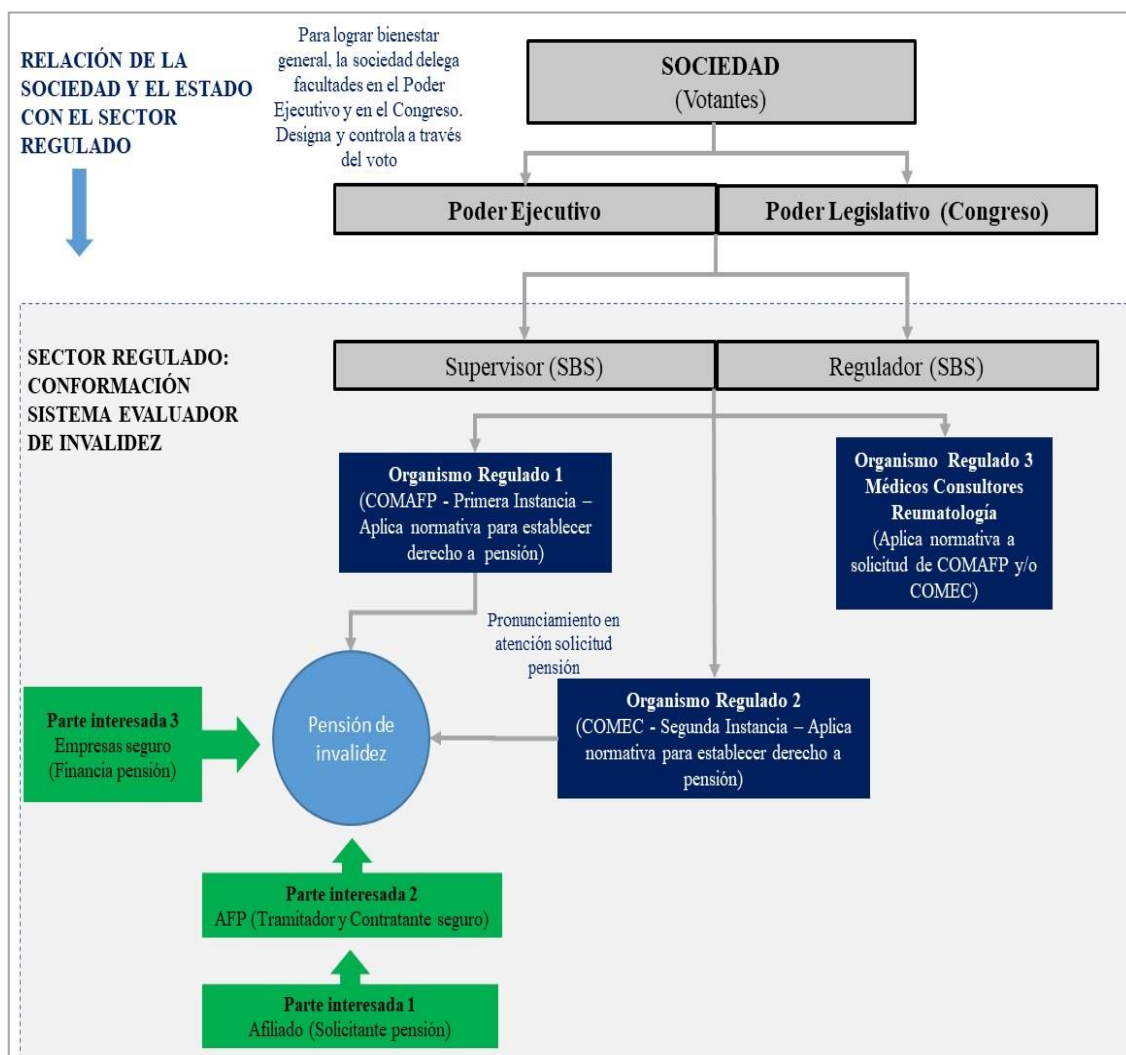 RELACIÓN DE LA
SOCIEDAD Y EL ESTADO
CON EL SECTOR
REGULADO
Para lograr bienestar
general, la sociedad delega
facultades en el Poder
Ejecutivo y en el Congreso.
Designa y controla a través
del voto
SOCIEDAD
(Votantes)
Poder Ejecutivo
Poder Legislativo (Congreso)
SECTOR REGULADO:
CONFORMACIÓN
SISTEMA EVALUADOR
DE INVALIDEZ
Supervisor (SBS)
Regulador (SBS)
Organismo Regulado 1
(COMAFP - Primera Instancia –
Aplica normativa para establecer
derecho a pensión)
Organismo Regulado 3
Médicos Consultores
Reumatología
(Aplica normativa a
solicitud de COMAFP y/o
COMEC)
Pronunciamiento en
atención solicitud
pensión
Organismo Regulado 2
(COMEC - Segunda Instancia – Aplica
normativa para establecer derecho a
pensión)
Parte interesada 3
Empresas seguro
(Financia pensión)
Pensión de
invalidez
Parte interesada 2
AFP (Tramitador y Contratante seguro)
Parte interesada 1
Afiliado (Solicitante pensión)